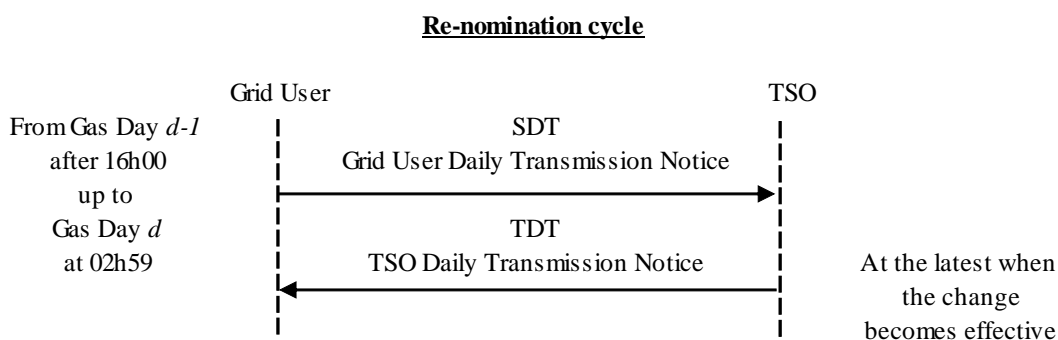 Re-nomination cycle
Grid User
TSO
From Gas Day d-1
after 16h00
up to
Gas Day d
at 02h59
SDT
Grid User Daily Transmission Notice
TDT
TSO Daily Transmission Notice
At the latest when
the change
becomes effective